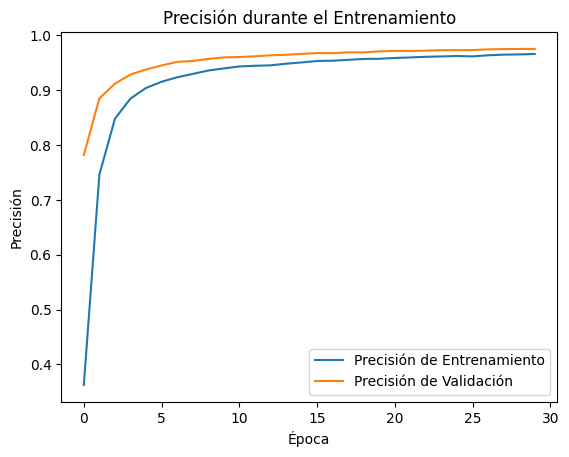 Precisión durante el Entrenamiento
Precisión
1.0
0.9
0.8
0.7
0.6
0.5
0.4
0
5
10
15
20
25
30
Época
Precisión de Entrenamiento
Precisión de Validación